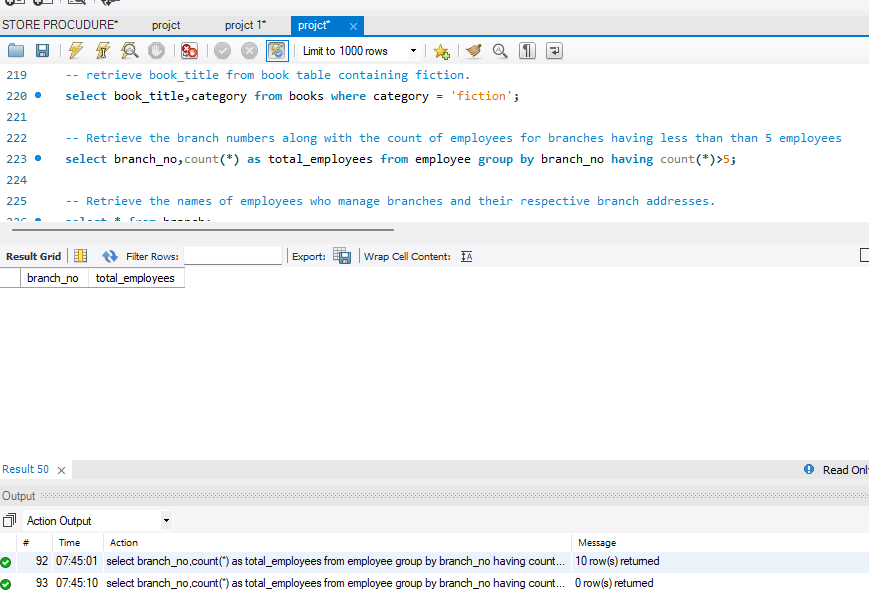 STORE PROCUDURE* projct projct 1* projct*
Limit to 1000 rows
219 -- retrieve book_title from book table containing fiction.
220 select book_title,category from books where category = 'fiction';
221
222 -- Retrieve the branch numbers along with the count of employees for branches having less than than 5 employees
223 select branch_no,count(*) as total_employees from employee group by branch_no having count(*)>5;
224
225 -- Retrieve the names of employees who manage branches and their respective branch addresses.
226 select * from branch;
Result Grid Filter Rows: Export: Wrap Cell Content:
branch_no total_employees
Result 50 Read Only
Output
Action Output
# Time Action Message
92 07:45:01 select branch_no,count(*) as total_employees from employee group by branch_no having count... 10 row(s) returned
93 07:45:10 select branch_no,count(*) as total_employees from employee group by branch_no having count... 0 row(s) returned